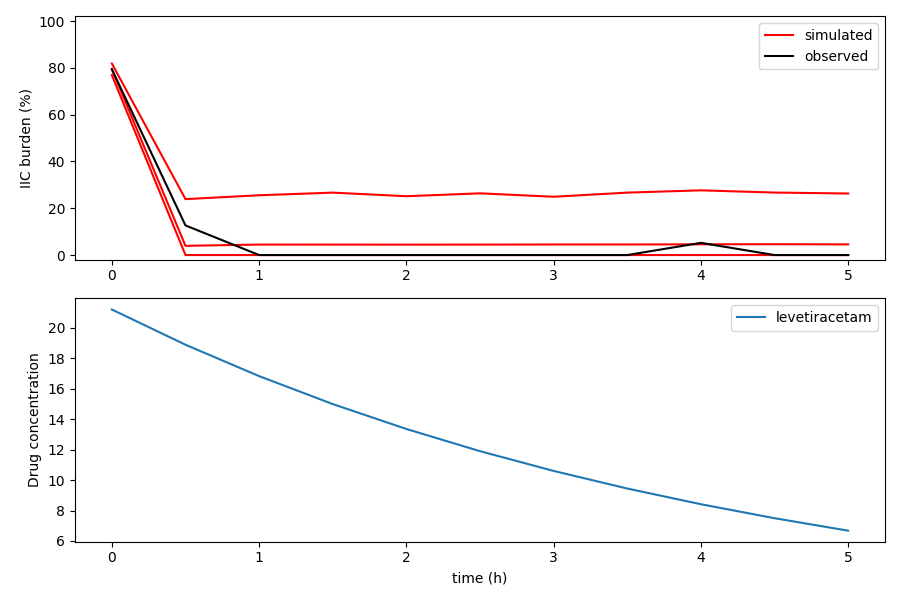 IIC burden (%)
100
80
60
40
20
0
simulated
observed
0 1 2 3 4 5
Drug concentration
20
18
16
14
12
10
8
6
levetiracetam
0 1 2 3 4 5
time (h)